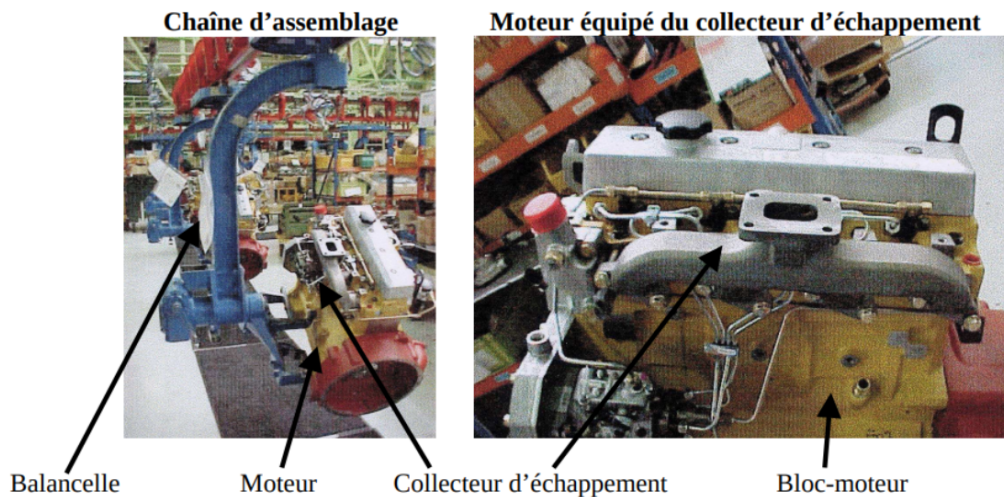 Chaîne d’assemblage
Moteur équipé du collecteur d’échappement
Balancelle
Moteur
Collecteur d’échappement
Bloc-moteur